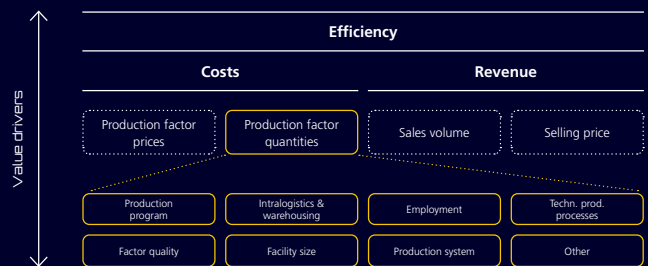 Efficiency
Costs
Revenue
Value drivers
Production factor
prices
Production factor
quantities
Sales volume
Selling price
Production
program
Intralogistics &
warehousing
Employment
Techn. prod.
processes
Factor quality
Facility size
Production system
Other